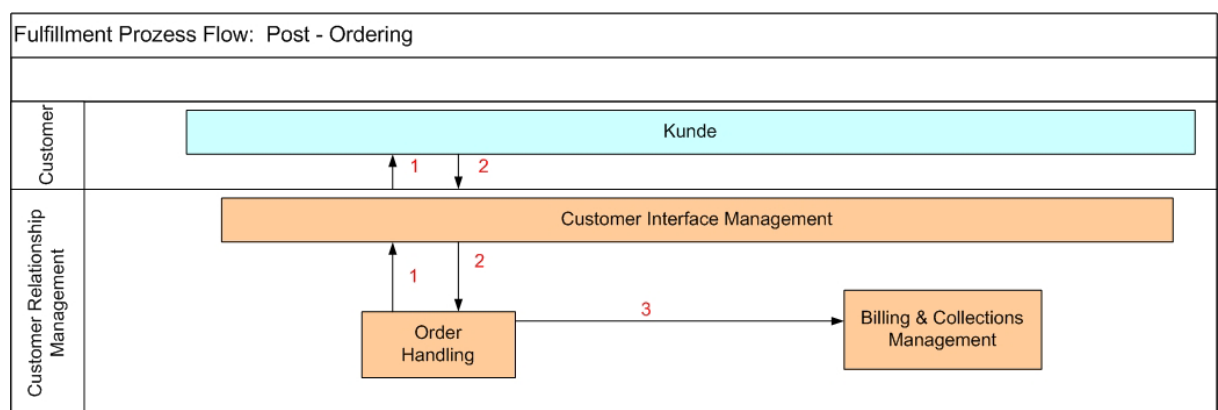 Fulfillment Prozess Flow:  Post - Ordering
Customer
Kunde
1
2
Customer Relationship
Management
Customer Interface Management
1
2
3
Order
Handling
Billing & Collections
Management